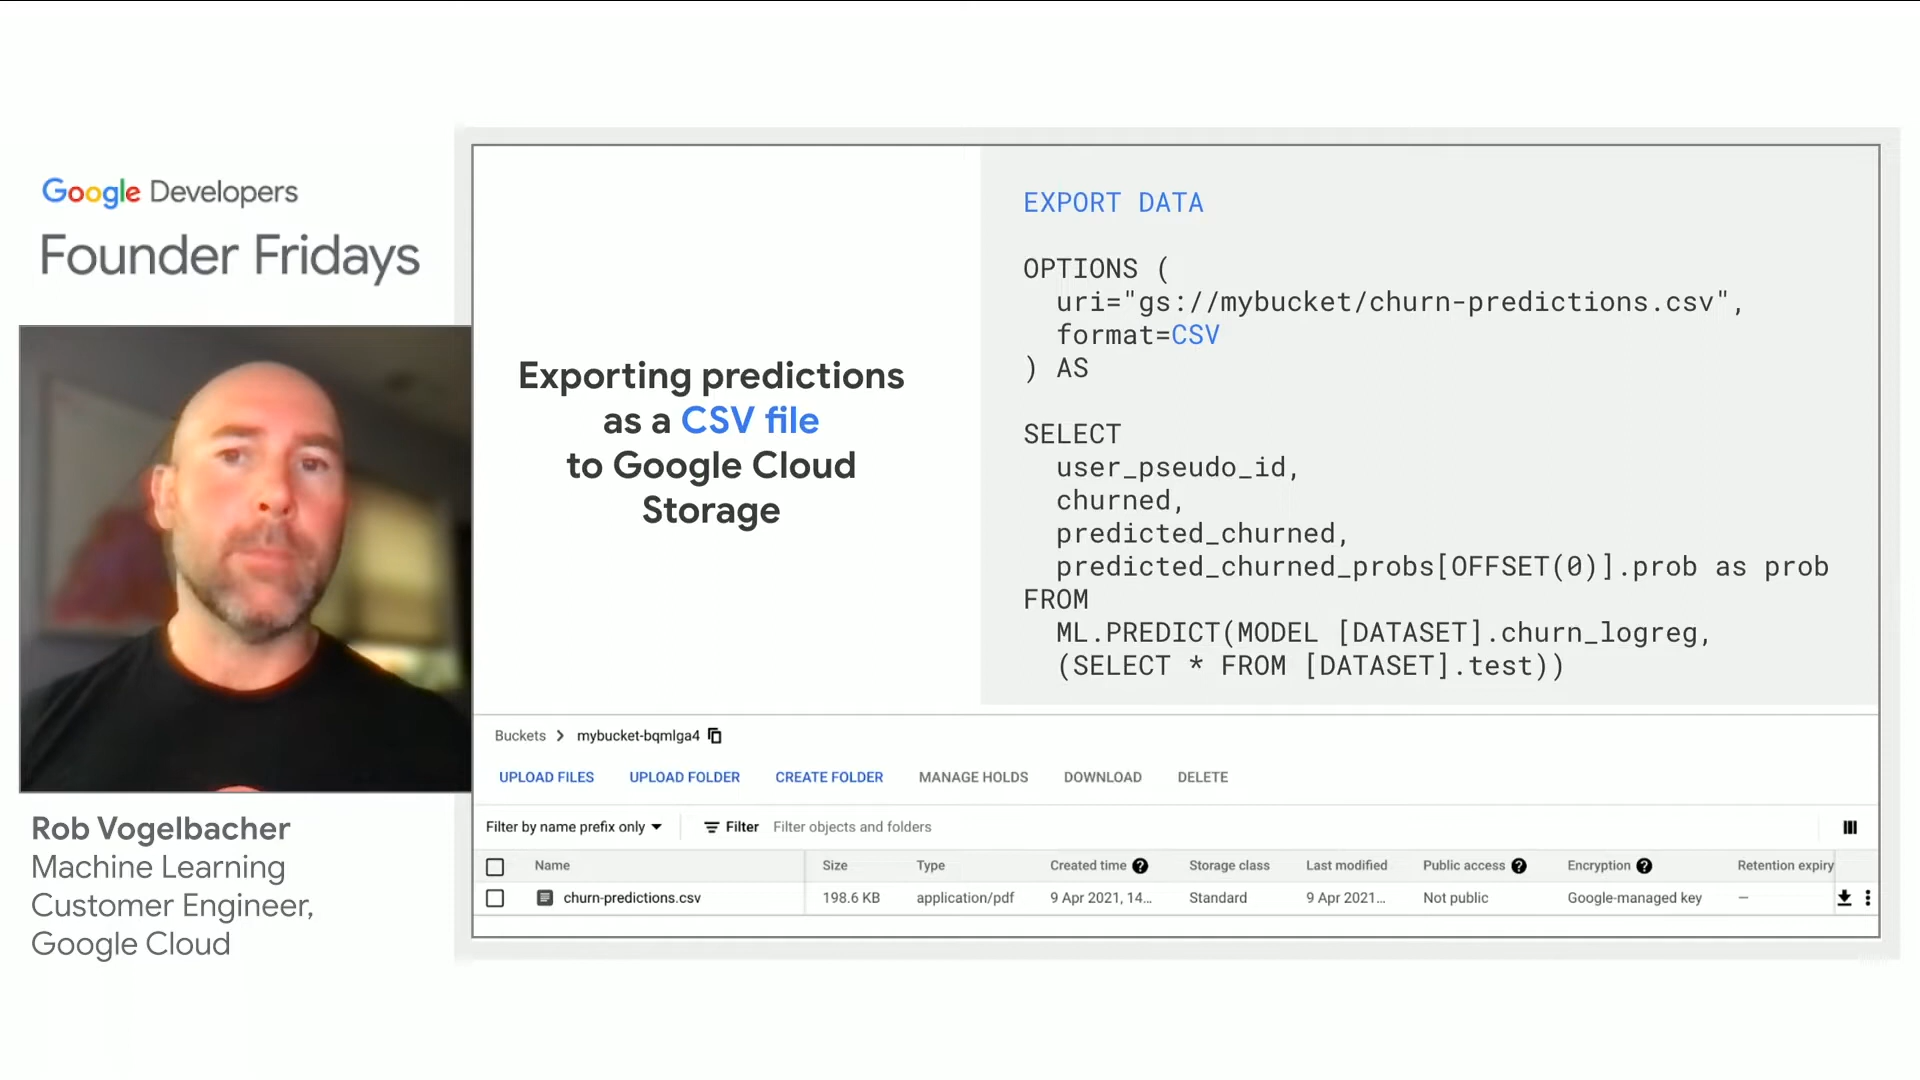 Google Developers
Founder Fridays
Rob Vogelbacher
Machine Learning
Customer Engineer,
Google Cloud
Exporting predictions
as a CSV file
to Google Cloud
Storage
EXPORT DATA
OPTIONS (
uri="gs://mybucket/churn-predictions.csv",
format=CSV
) AS
SELECT
user_pseudo_id,
churned,
predicted_churned,
predicted_churned_probs[OFFSET(0)].prob as prob
FROM
ML.PREDICT(MODEL [DATASET].churn_logreg,
(SELECT * FROM [DATASET].test))
Buckets > mybucket-bqmlga4
UPLOAD FILES UPLOAD FOLDER CREATE FOLDER MANAGE HOLDS DOWNLOAD DELETE
Filter by name prefix only Filter Filter objects and folders
Name Size Type Created time Storage class Last modified Public access Encryption Retention expiry
churn-predictions.csv 198.6 KB application/pdf 9 Apr 2021, 14... Standard 9 Apr 2021... Not public Google-managed key —